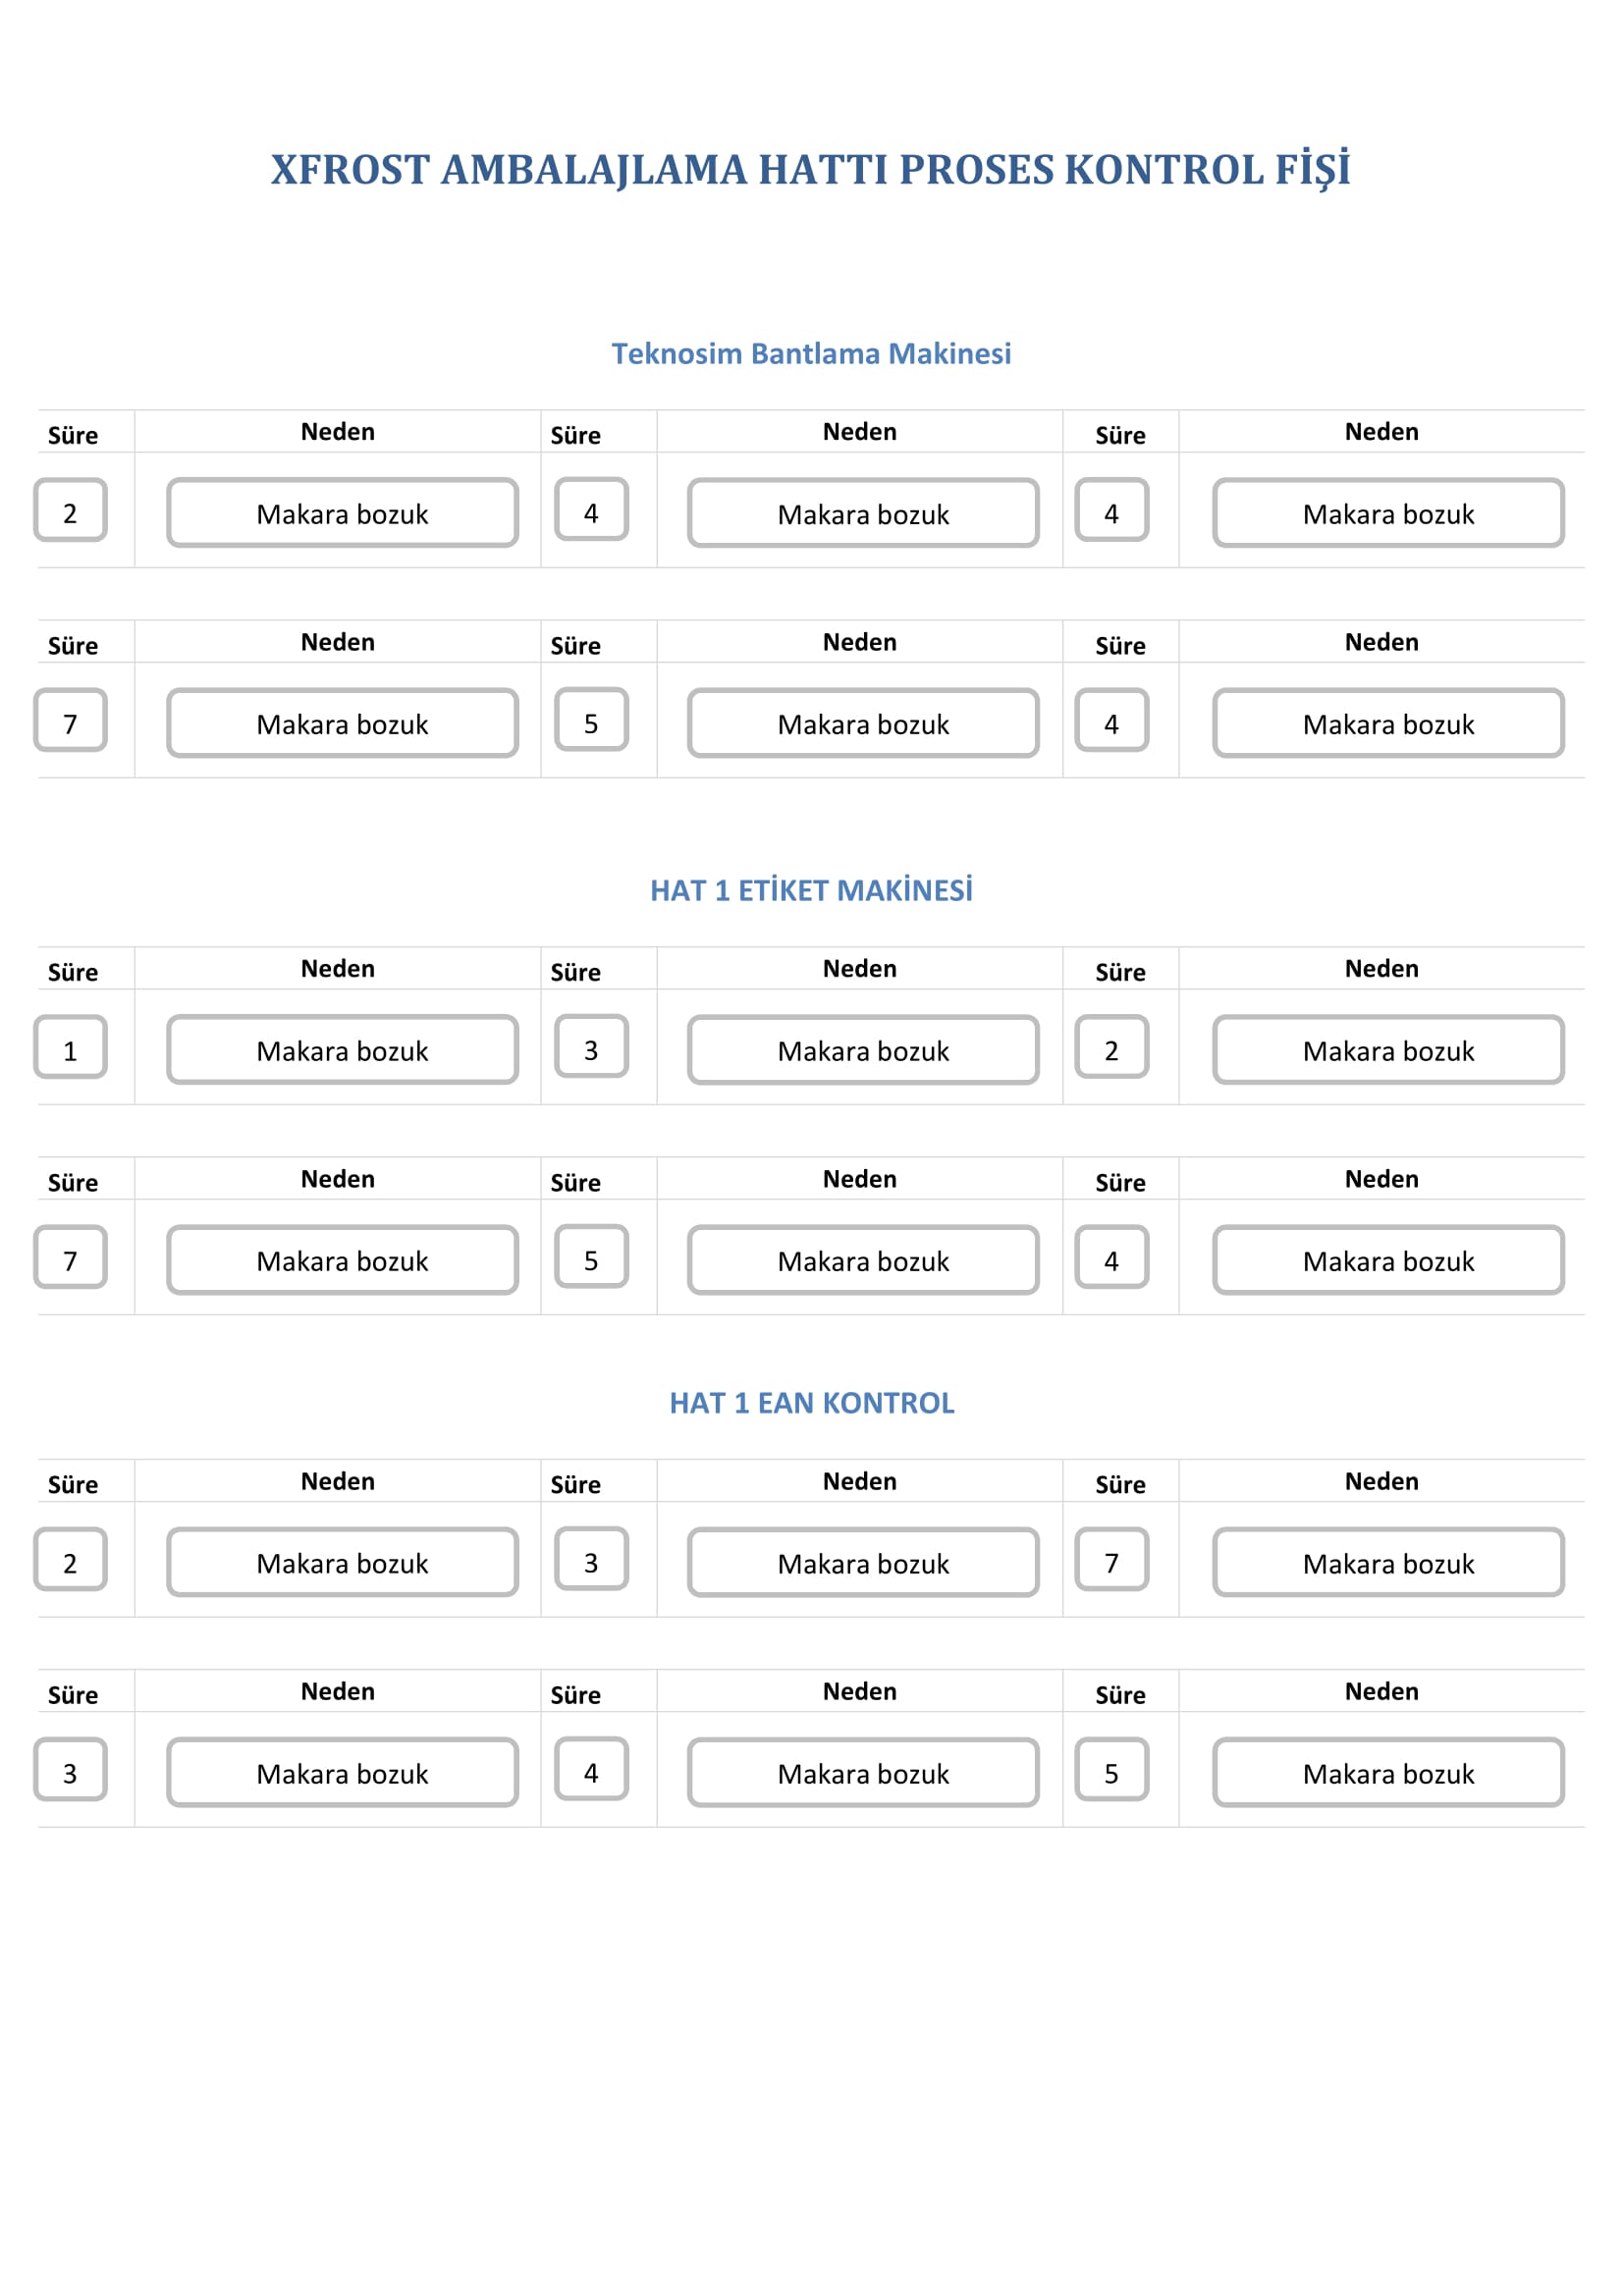 XFROST AMBALAJLAMA HATTI PROSES KONTROL FİŞİ
Teknosim Bantlama Makinesi
Süre Neden Süre Neden Süre Neden
2 Makara bozuk 4 Makara bozuk 4 Makara bozuk
Süre Neden Süre Neden Süre Neden
7 Makara bozuk 5 Makara bozuk 4 Makara bozuk
HAT 1 ETİKET MAKİNESİ
Süre Neden Süre Neden Süre Neden
1 Makara bozuk 3 Makara bozuk 2 Makara bozuk
Süre Neden Süre Neden Süre Neden
7 Makara bozuk 5 Makara bozuk 4 Makara bozuk
HAT 1 EAN KONTROL
Süre Neden Süre Neden Süre Neden
2 Makara bozuk 3 Makara bozuk 7 Makara bozuk
Süre Neden Süre Neden Süre Neden
3 Makara bozuk 4 Makara bozuk 5 Makara bozuk